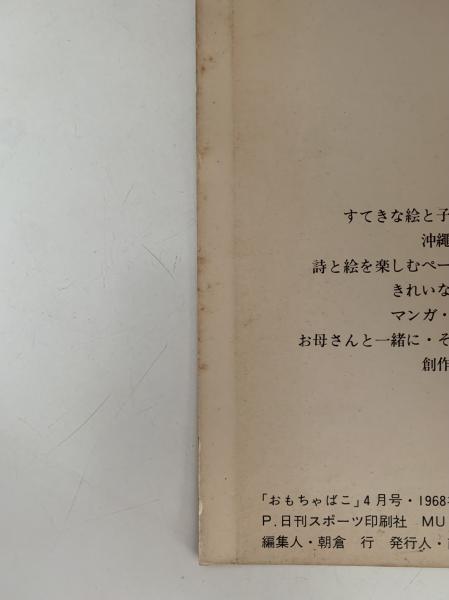 すてきな絵と子
沖縄
詩と絵を楽しむペー
きれいな
マンガ・
お母さんと一緒に・そ
創作
「おもちゃばこ」4月号・1968
P.日刊スポーツ印刷社 MU
編集人・朝倉 行 発行人・